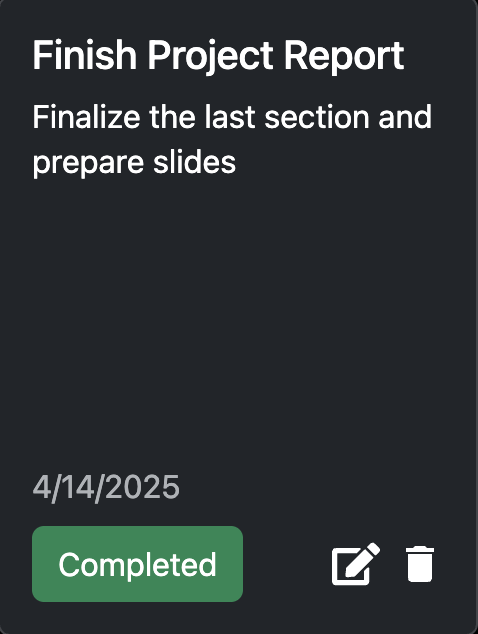 Finish Project Report
Finalize the last section and
prepare slides
4/14/2025
Completed